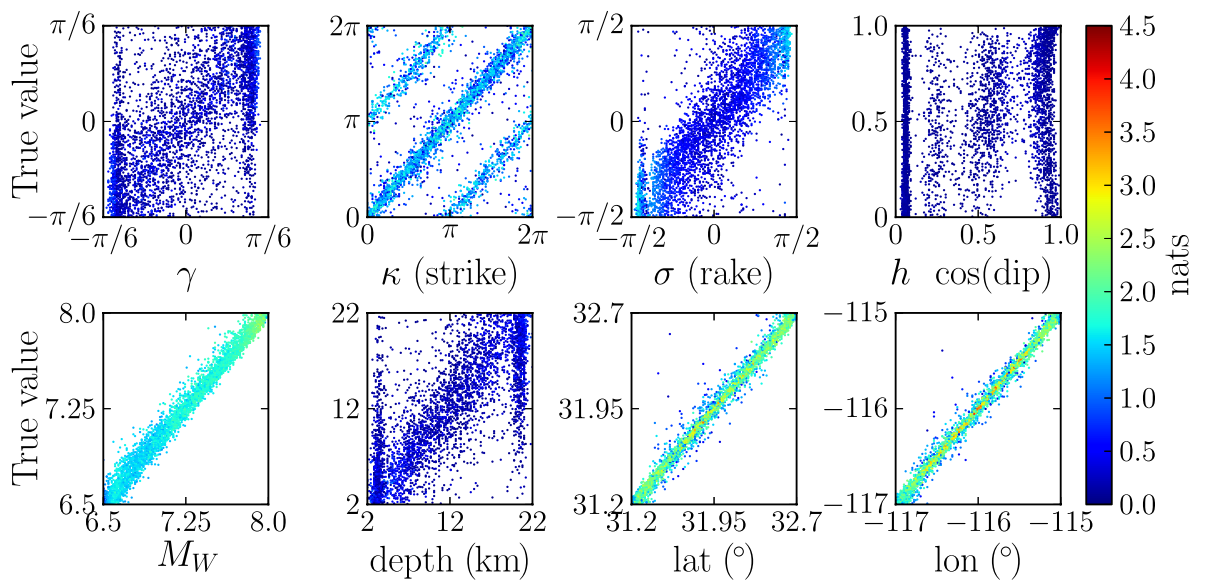 True value
π/6
0
−π/6
−π/6 0 π/6
γ
2π
π
0
0 π 2π
κ (strike)
π/2
0
−π/2
−π/2 0 π/2
σ (rake)
1.0
0.5
0
0 0.5 1.0
h cos(dip)
True value
8.0
7.25
6.5
6.5 7.25 8.0
M_W
22
12
2
2 12 22
depth (km)
32.7
31.95
31.2
31.2 31.95 32.7
lat (°)
−115
−116
−117
−117 −116 −115
lon (°)
4.5
4.0
3.5
3.0
2.5
2.0
1.5
1.0
0.5
0.0
nats